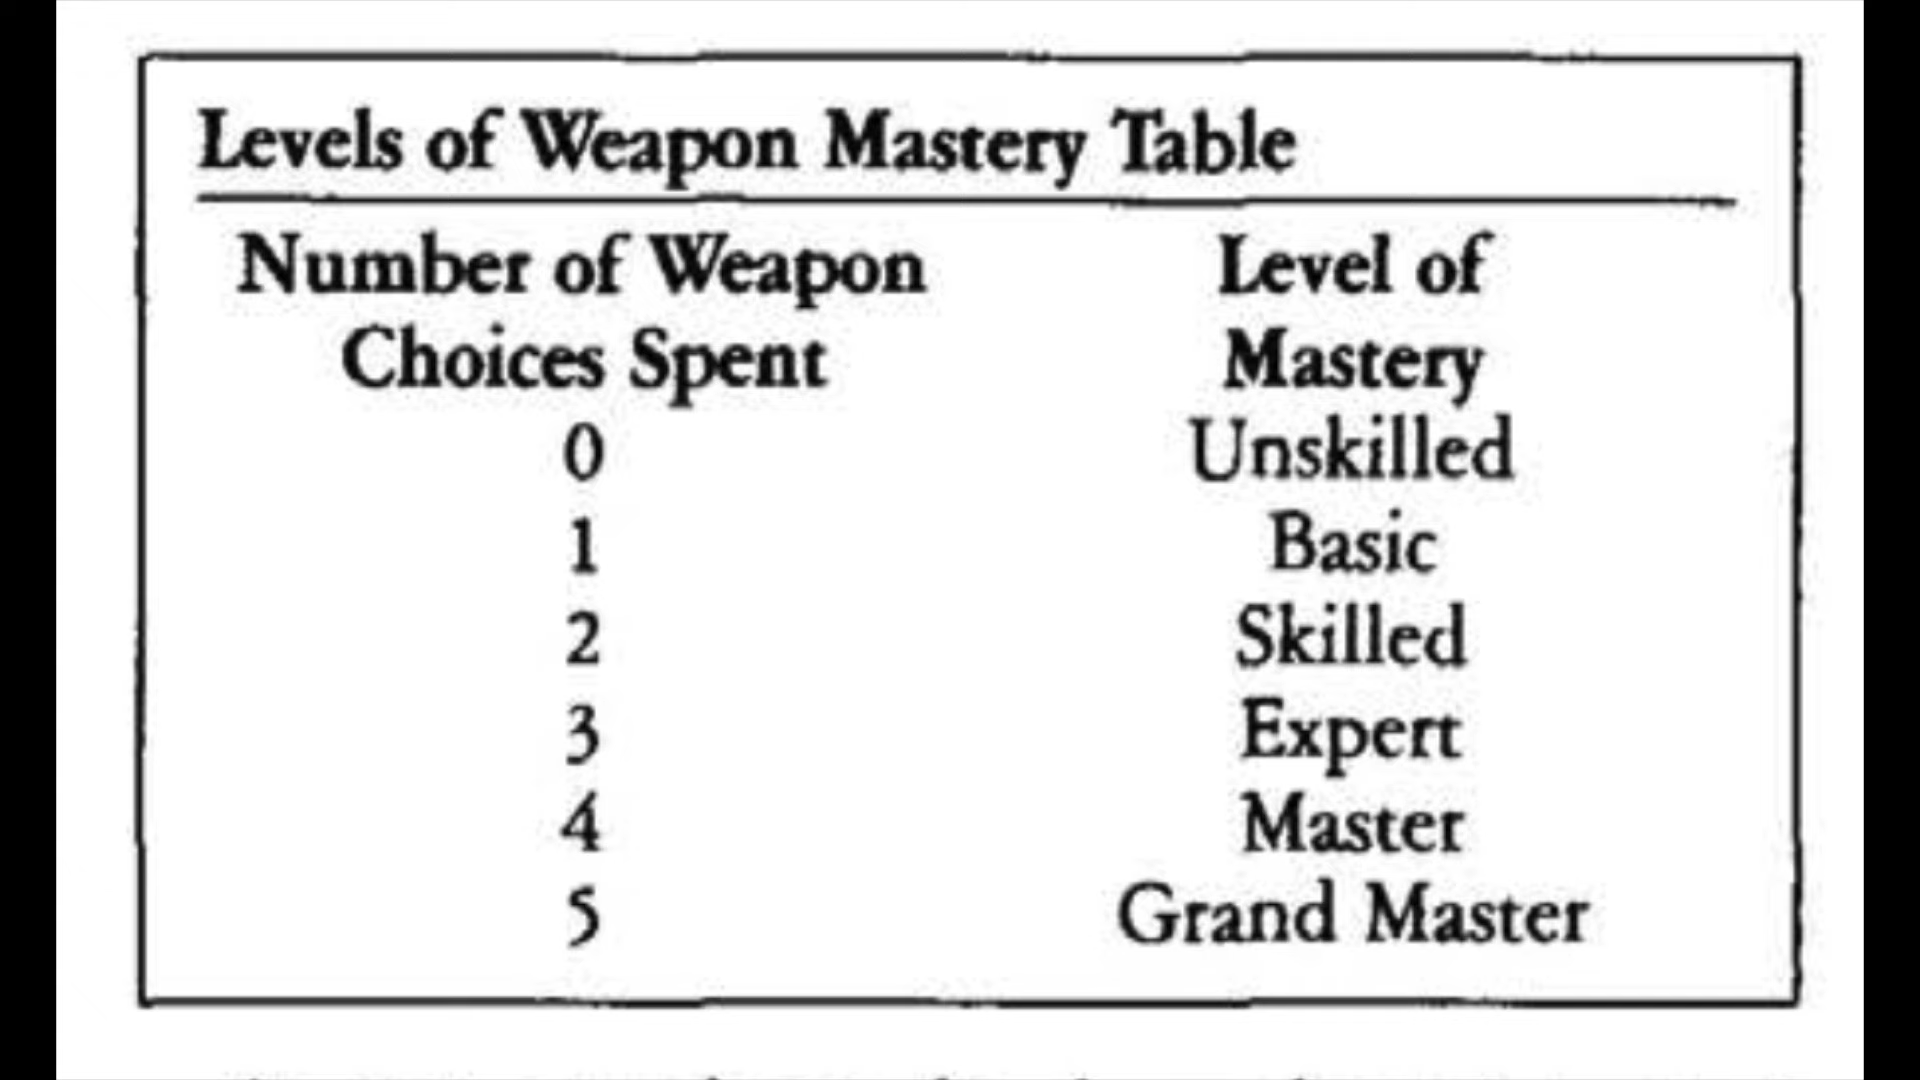 Levels of Weapon Mastery Table
Number of Weapon Level of
Choices Spent Mastery
0 Unskilled
1 Basic
2 Skilled
3 Expert
4 Master
5 Grand Master